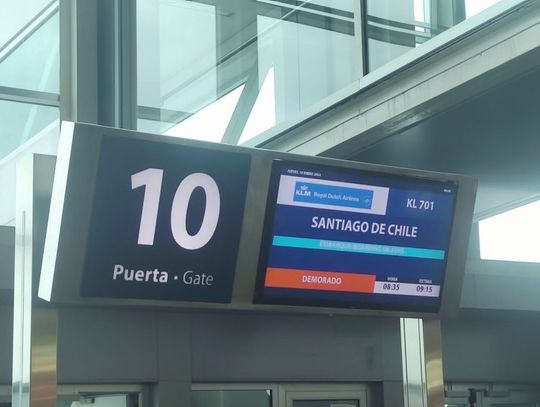 10
Puerta · Gate
KLM
Royal Dutch Airlines
KL 701
SANTIAGO DE CHILE
DEMORADO
HORA
08:35
ESTIMA
09:15